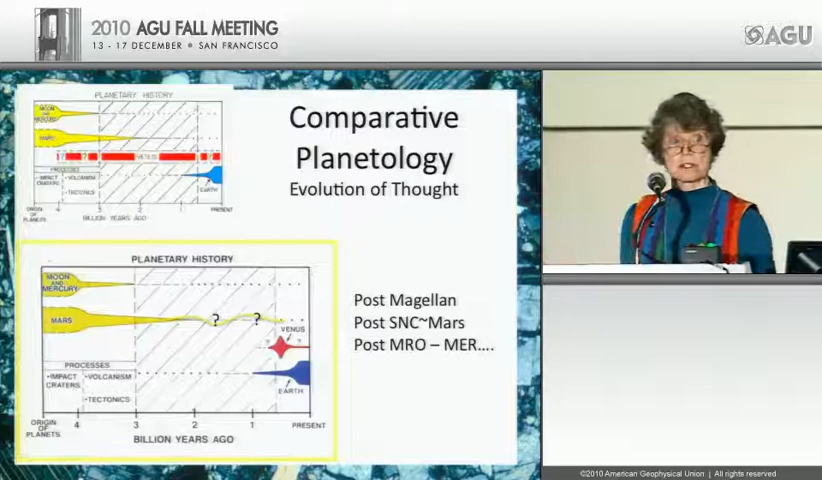 2010 AGU FALL MEETING
13 - 17 DECEMBER • SAN FRANCISCO
AGU
PLANETARY HISTORY
MOON
AND
MERCURY
MARS
VENUS
PROCESSES
•IMPACT
CRATERS
•VOLCANISM
•TECTONICS
EARTH
ORIGIN
OF
PLANETS
4
3
2
1
PRESENT
BILLION YEARS AGO
Comparative
Planetology
Evolution of Thought
PLANETARY HISTORY
MOON
AND
MERCURY
MARS
?
?
VENUS
PROCESSES
•IMPACT
CRATERS
•VOLCANISM
•TECTONICS
EARTH
ORIGIN
OF
PLANETS
4
3
2
1
PRESENT
BILLION YEARS AGO
Post Magellan
Post SNC~Mars
Post MRO – MER....
©2010 American Geophysical Union | All rights reserved